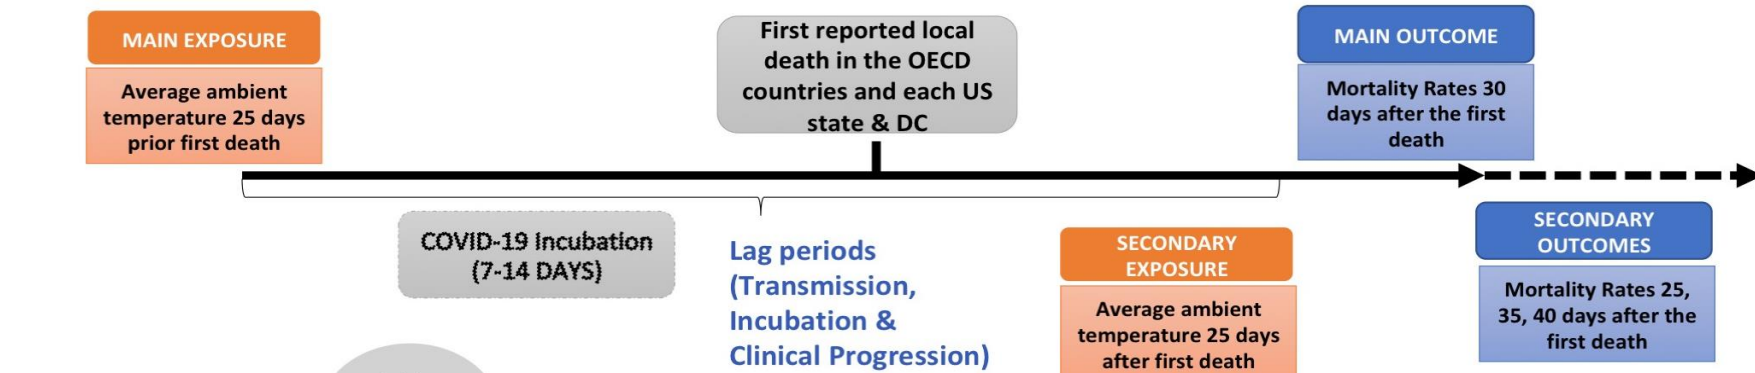 MAIN EXPOSURE
Average ambient
temperature 25 days
prior first death
First reported local
death in the OECD
countries and each US
state & DC
MAIN OUTCOME
Mortality Rates 30
days after the first
death
COVID-19 Incubation
(7-14 DAYS)
Lag periods
(Transmission,
Incubation &
Clinical Progression)
SECONDARY
EXPOSURE
Average ambient
temperature 25 days
after first death
SECONDARY
OUTCOMES
Mortality Rates 25,
35, 40 days after the
first death